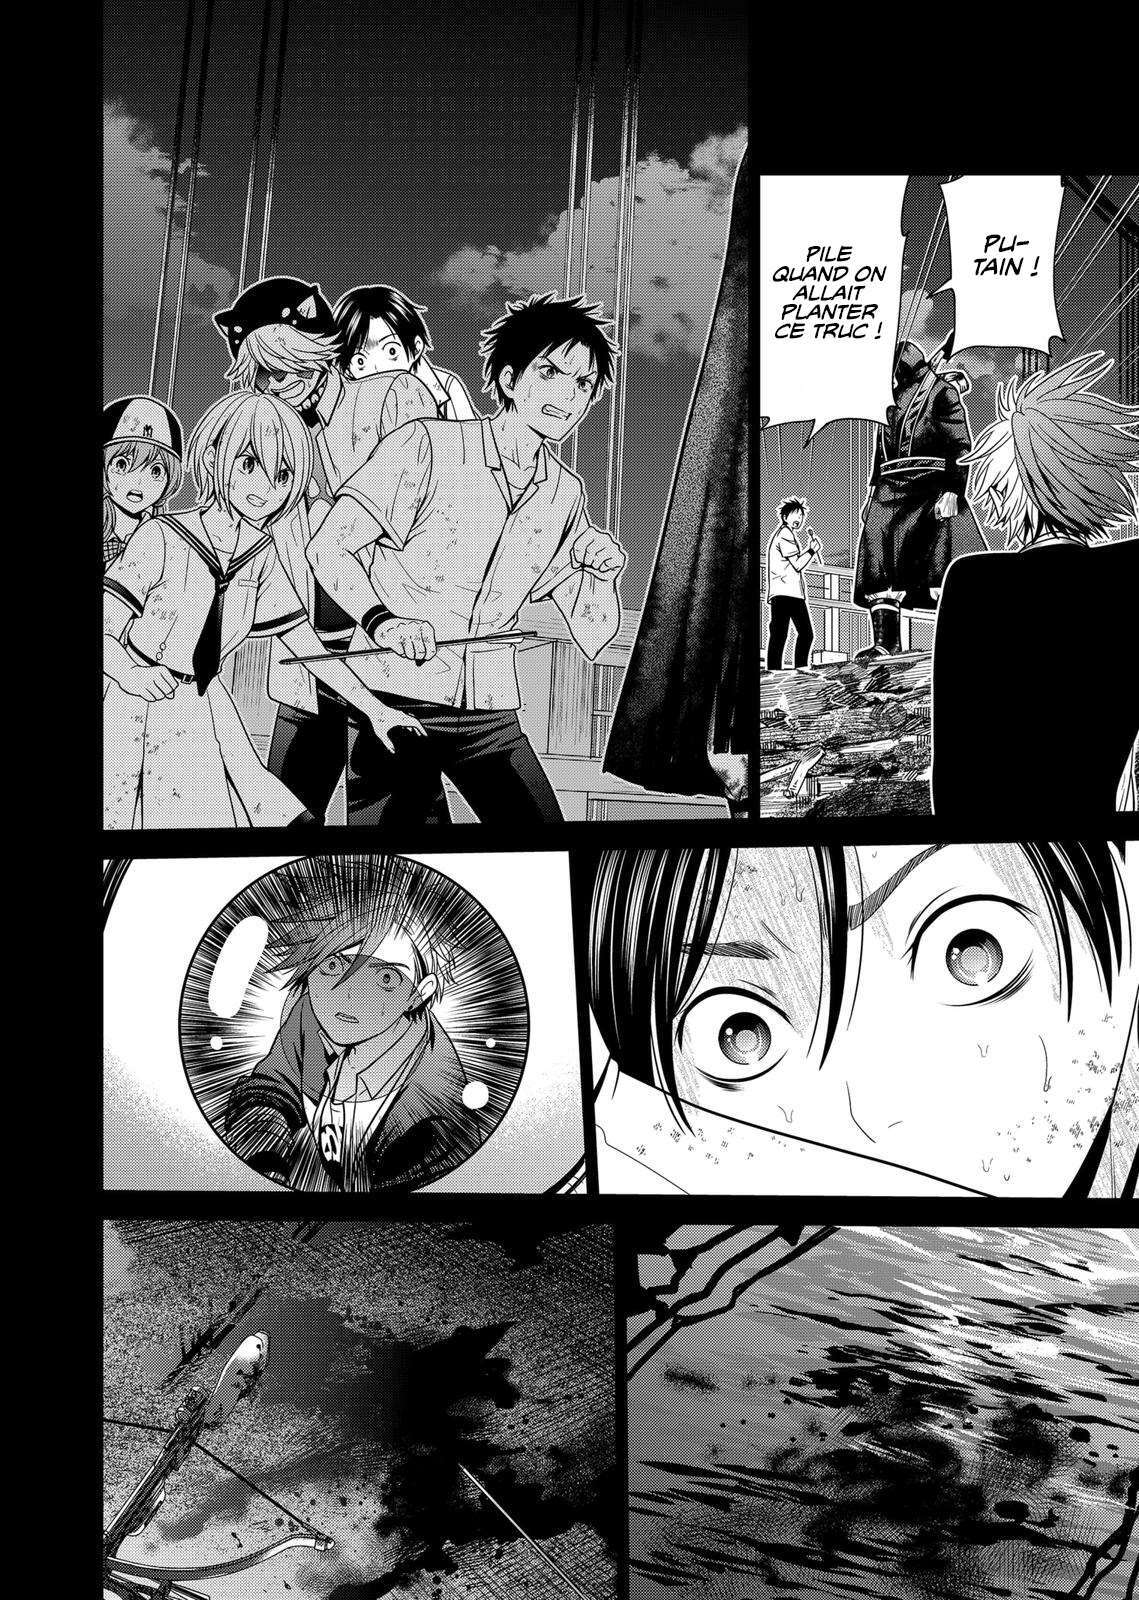 PU-
TAIN !
PILE
QUAND ON
ALLAIT
PLANTER
CE TRUC !